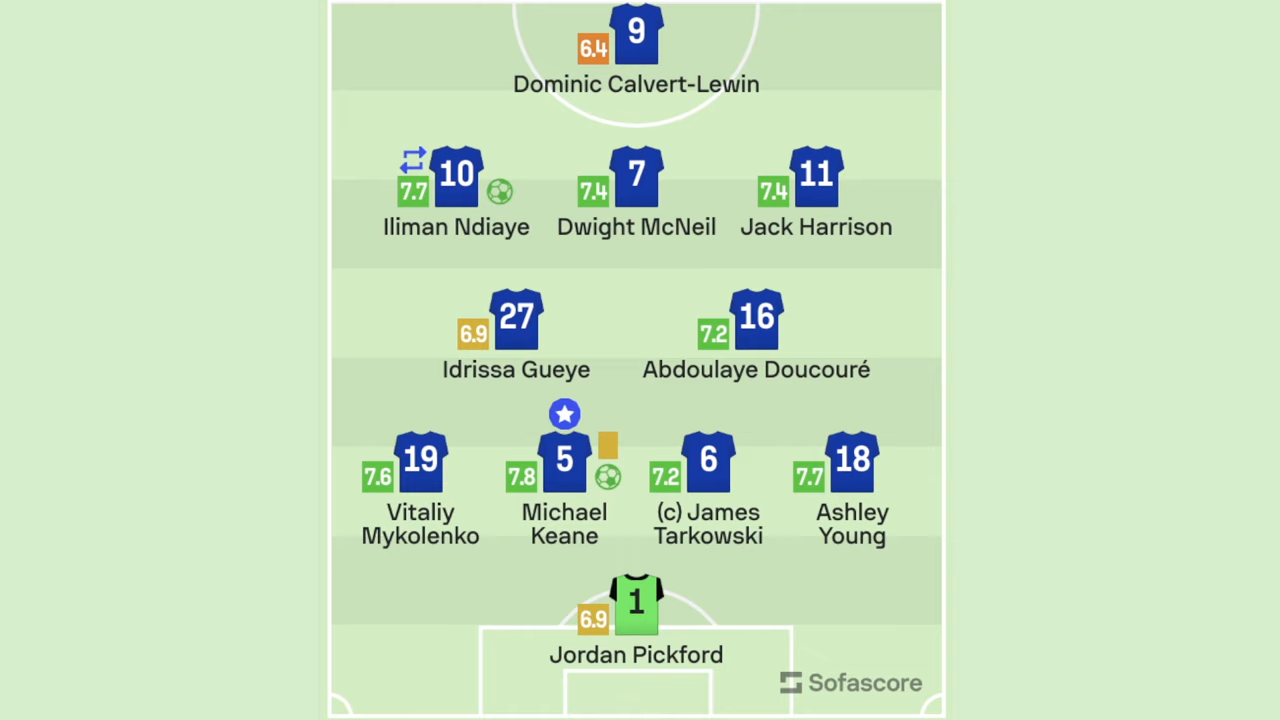 9
6.4
Dominic Calvert-Lewin
10 7 11
7.7 7.4 7.4
Iliman Ndiaye Dwight McNeil Jack Harrison
27 16
6.9 7.2
Idrissa Gueye Abdoulaye Doucouré
19 5 6 18
7.6 7.8 7.2 7.7
Vitaliy Michael (c) James Ashley
Mykolenko Keane Tarkowski Young
1
6.9
Jordan Pickford
Sofascore